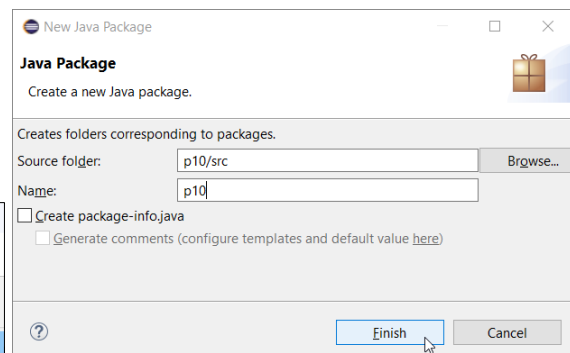 New Java Package
Java Package
Create a new Java package.
Creates folders corresponding to packages.
Source folder: p10/src Browse...
Name: p10
Create package-info.java
Generate comments (configure templates and default value here)
? Finish Cancel